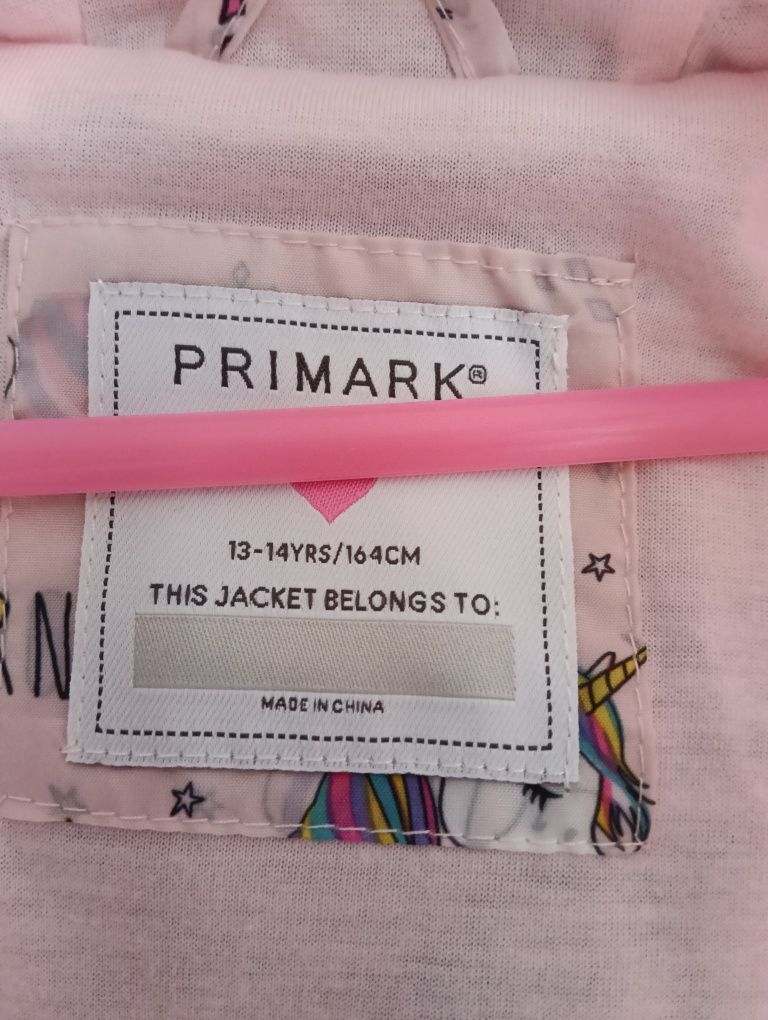 PRIMARK®
13-14YRS/164CM
THIS JACKET BELONGS TO:
MADE IN CHINA